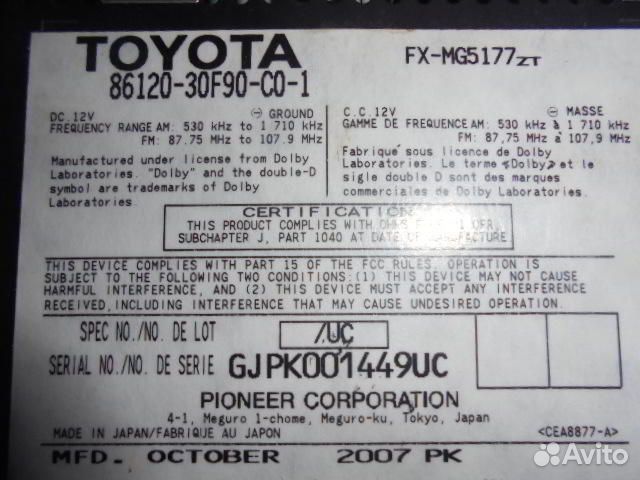 TOYOTA
FX-MG5177ZT
86120-30F90-C0-1
DC. 12V ⊖ GROUND
FREQUENCY RANGE AM: 530 kHz to 1 710 kHz
FM: 87.75 MHz to 107.9 MHz
Manufactured under license from Dolby
Laboratories. "Dolby" and the double-D
symbol are trademarks of Dolby
Laboratories.
C.C. 12V ⊖ MASSE
GAMME DE FREQUENCE AM: 530 kHz à 1 710 kHz
FM: 87,75 MHz à 107,9 MHz
Fabriqué sous licence de Dolby
Laboratories. Le terme «Dolby» et le
sigle double D sont des marques
commerciales de Dolby Laboratories.
CERTIFICATION
THIS PRODUCT COMPLIES WITH DHHS
SUBCHAPTER J, PART 1040 AT DATE OF MANUFACTURE
THIS DEVICE COMPLIES WITH PART 15 OF THE FCC RULES. OPERATION IS
SUBJECT TO THE FOLLOWING TWO CONDITIONS:(1) THIS DEVICE MAY NOT CAUSE
HARMFUL INTERFERENCE, AND (2) THIS DEVICE MUST ACCEPT ANY INTERFERENCE
RECEIVED,INCLUDING INTERFERENCE THAT MAY CAUSE UNDESIRED OPERATION.
SPEC NO./NO. DE LOT /UC
SERIAL NO./NO. DE SERIE GJPK001449UC
PIONEER CORPORATION
4-1, Meguro 1-chome, Meguro-ku, Tokyo, Japan
MADE IN JAPAN/FABRIQUE AU JAPON <CEA8877-A>
MFD. OCTOBER 2007 PK
Avito